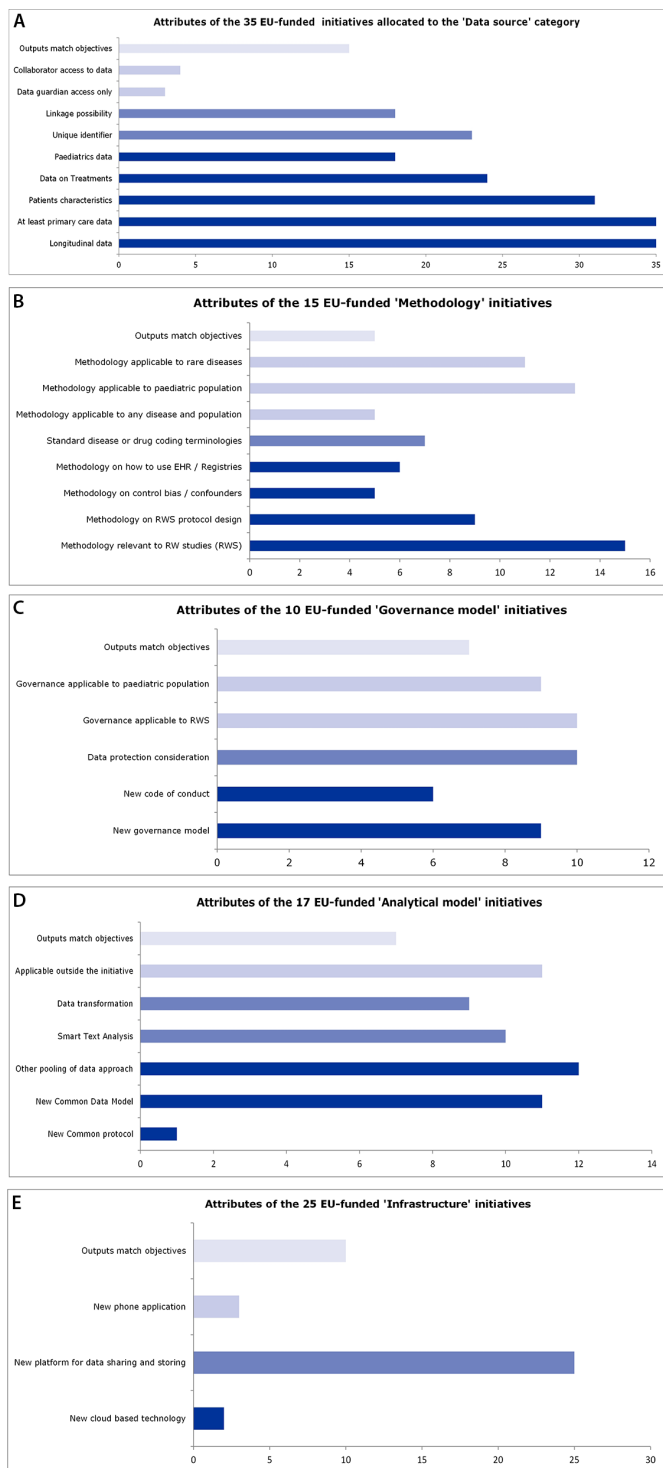 A
Attributes of the 35 EU-funded initiatives allocated to the 'Data source' category
Outputs match objectives
Collaborator access to data
Data guardian access only
Linkage possibility
Unique identifier
Paediatrics data
Data on Treatments
Patients characteristics
At least primary care data
Longitudinal data
0 5 10 15 20 25 30 35
B
Attributes of the 15 EU-funded 'Methodology' initiatives
Outputs match objectives
Methodology applicable to rare diseases
Methodology applicable to paediatric population
Methodology applicable to any disease and population
Standard disease or drug coding terminologies
Methodology on how to use EHR / Registries
Methodology on control bias / confounders
Methodology on RWS protocol design
Methodology relevant to RW studies (RWS)
0 2 4 6 8 10 12 14 16
C
Attributes of the 10 EU-funded 'Governance model' initiatives
Outputs match objectives
Governance applicable to paediatric population
Governance applicable to RWS
Data protection consideration
New code of conduct
New governance model
0 2 4 6 8 10 12
D
Attributes of the 17 EU-funded 'Analytical model' initiatives
Outputs match objectives
Applicable outside the initiative
Data transformation
Smart Text Analysis
Other pooling of data approach
New Common Data Model
New Common protocol
0 2 4 6 8 10 12 14
E
Attributes of the 25 EU-funded 'Infrastructure' initiatives
Outputs match objectives
New phone application
New platform for data sharing and storing
New cloud based technology
0 10 20 25 30